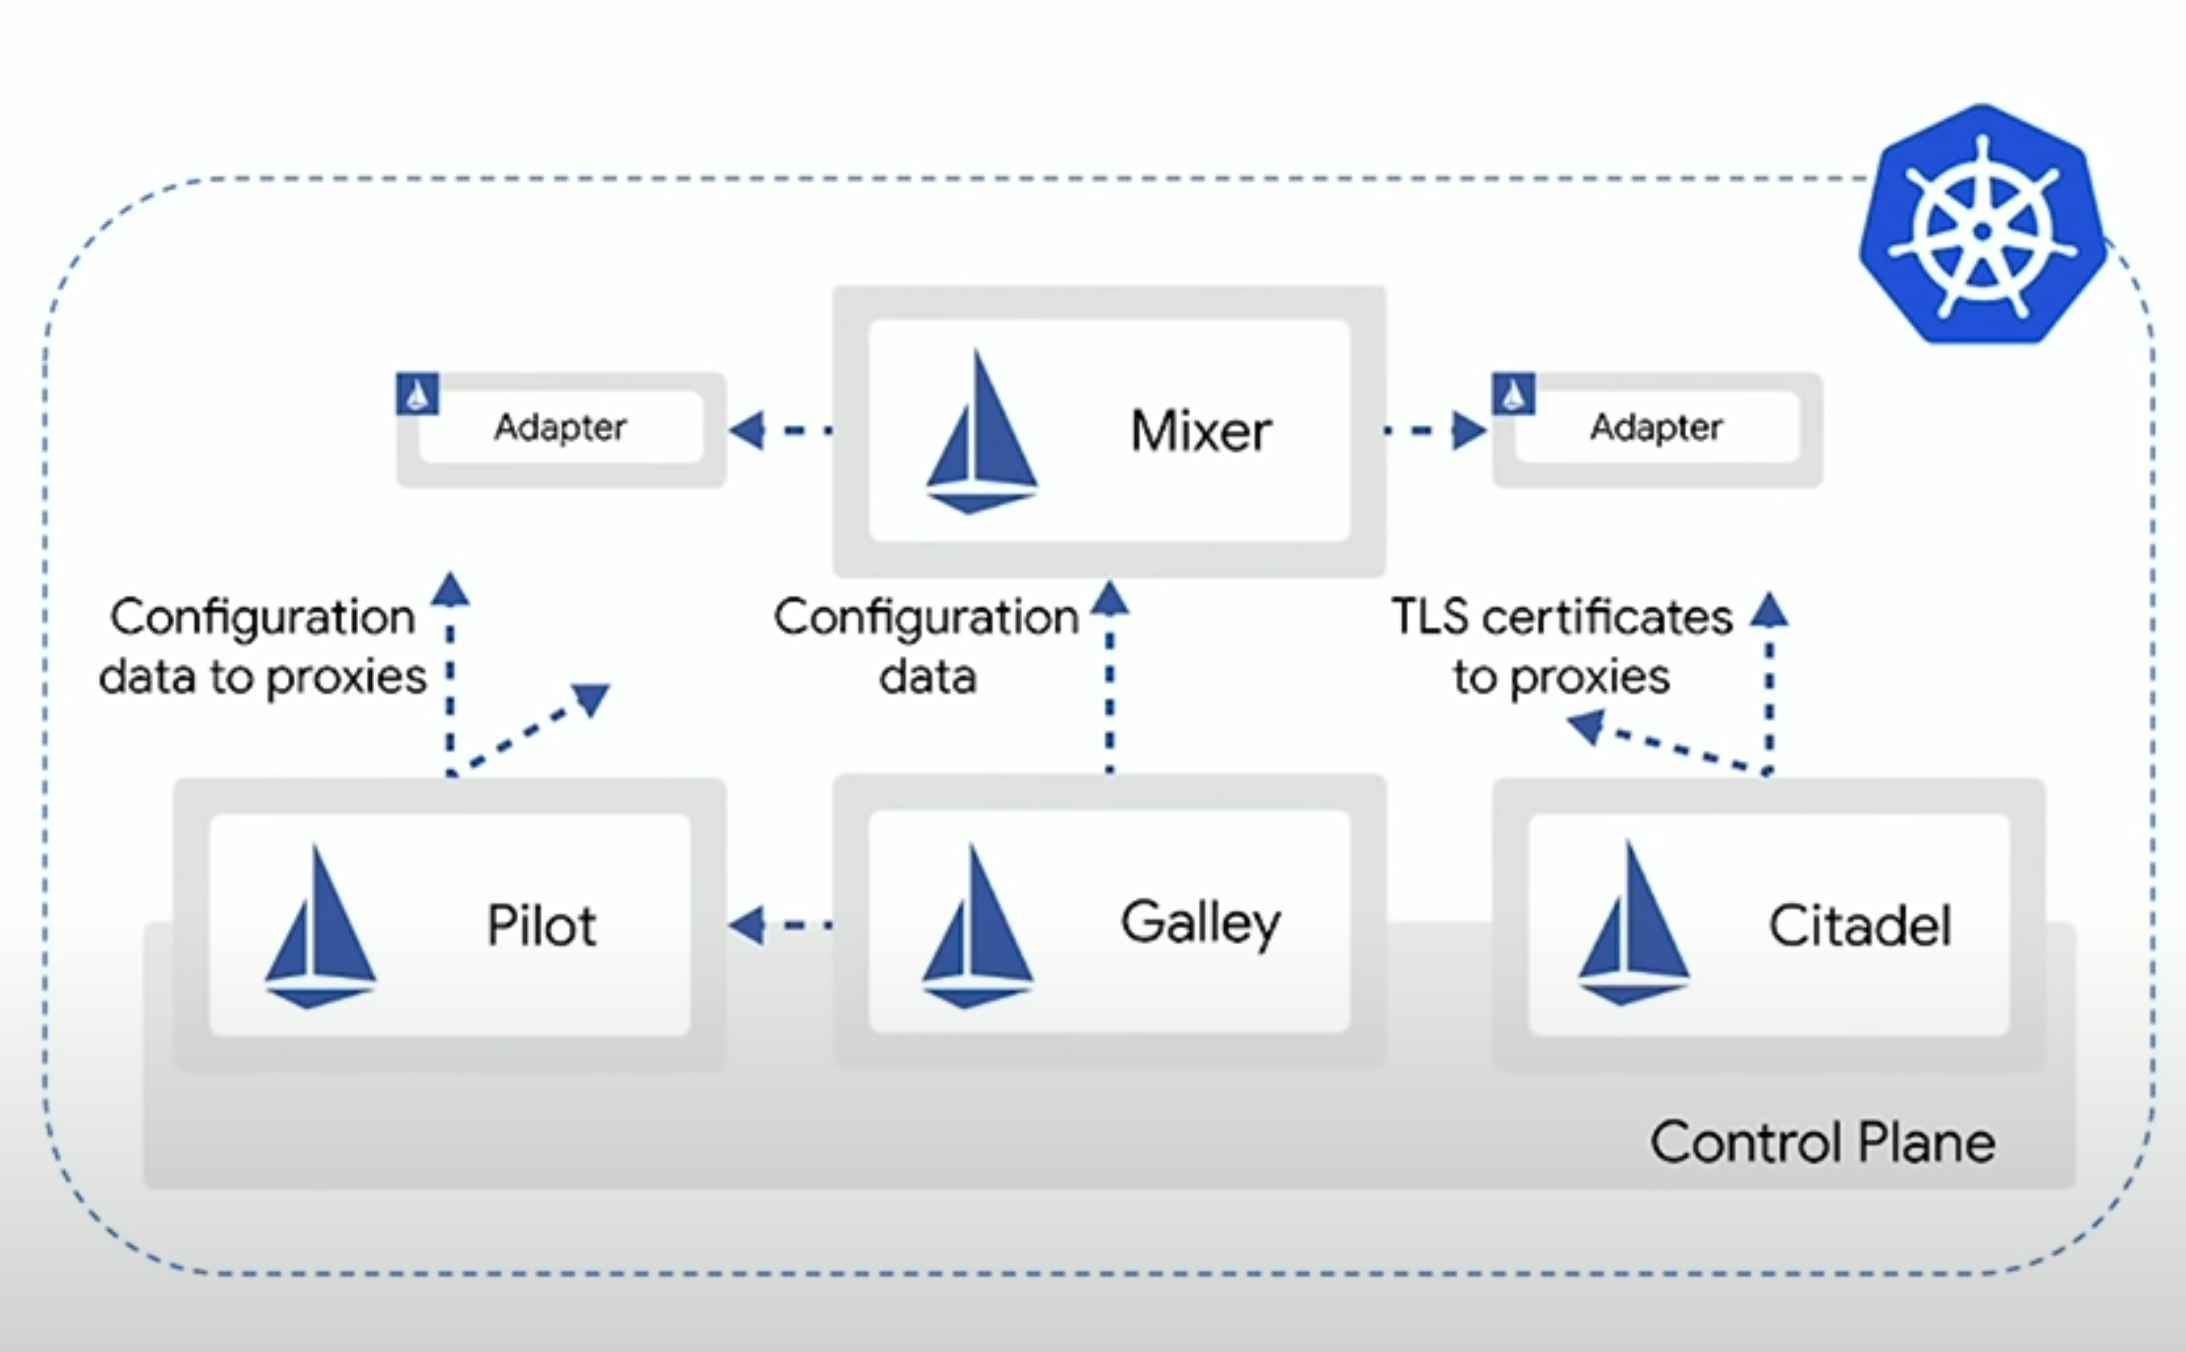 Mixer
Adapter
Adapter
Configuration
data to proxies
Configuration
data
TLS certificates
to proxies
Pilot
Galley
Citadel
Control Plane